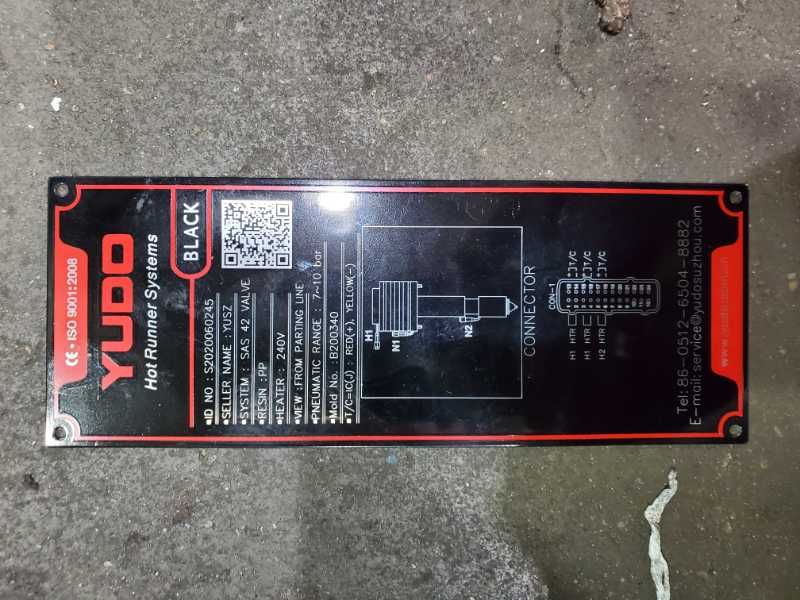 CE • ISO 9001:2008
YUDO
Hot Runner Systems
BLACK
•ID NO : S2020060245
•SELLER NAME : YUSZ
•SYSTEM : SAS 42 VALVE
•RESIN : PP
•HEATER : 240V
•VIEW :FROM PARTING LINE
•PNEUMATIC RANGE : 7~10 bar
•Mold No. : B200340
•T/C=IC(J) : RED(+) YELLOW(-)
H1
N1
N2
CONNECTOR
CON-1
H1 HTR T/C
H1 HTR T/C
H2 HTR T/C
Tel: 86-0512-6504-8882
E-mail: service@yudosuzhou.com